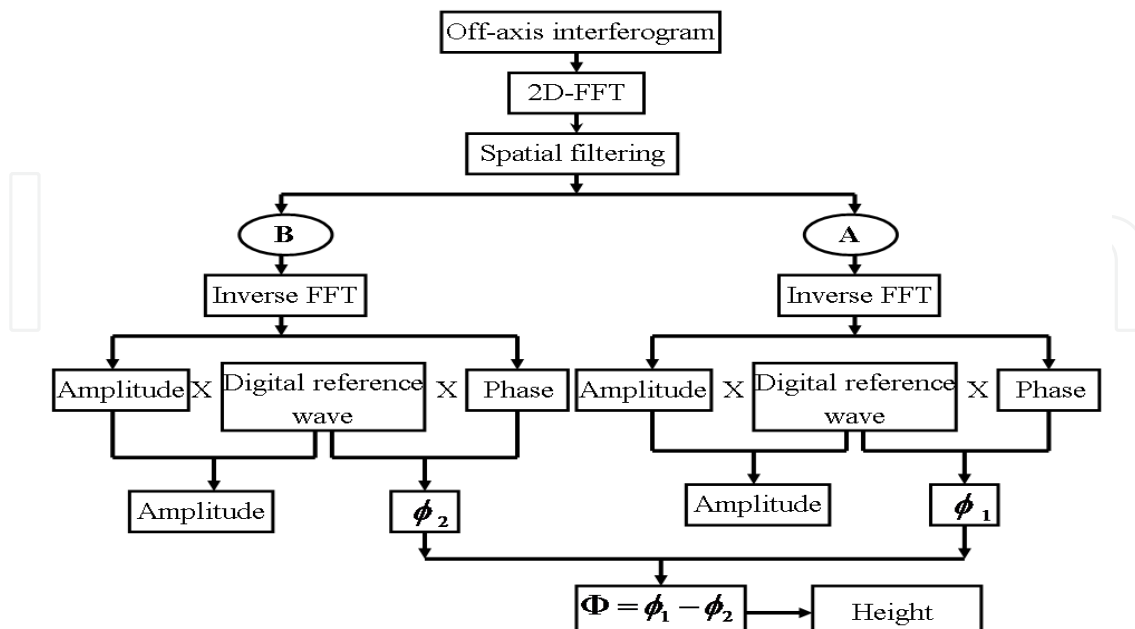 Off-axis interferogram
2D-FFT
Spatial filtering
B
A
Inverse FFT
Inverse FFT
Amplitude X Digital reference wave X Phase
Amplitude X Digital reference wave X Phase
Amplitude
ϕ₂
Amplitude
ϕ₁
Φ = ϕ₁ − ϕ₂
Height